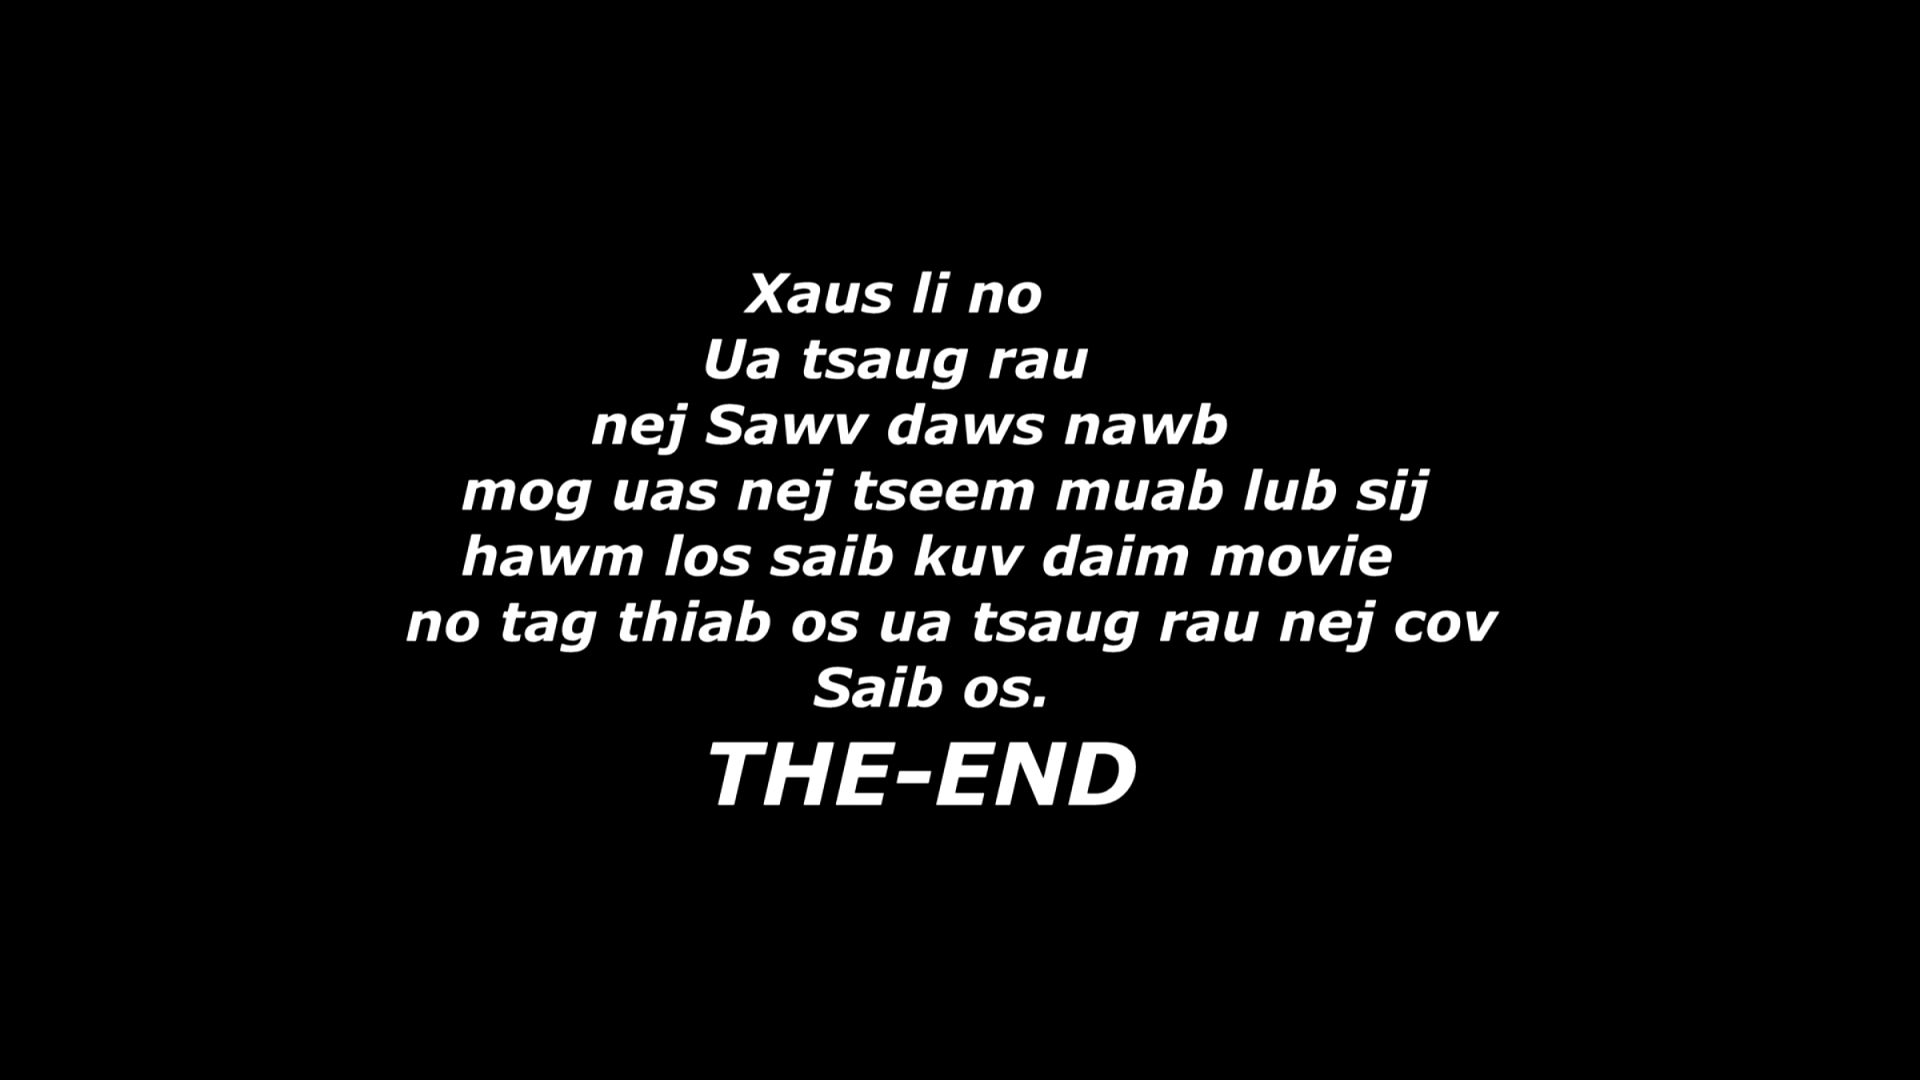 Xaus li no
Ua tsaug rau
nej Sawv daws nawb
mog uas nej tseem muab lub sij
hawm los saib kuv daim movie
no tag thiab os ua tsaug rau nej cov
Saib os.
THE-END